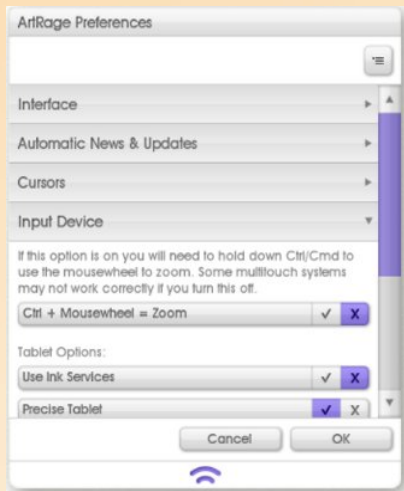 ArtRage Preferences
Interface
Automatic News & Updates
Cursors
Input Device
If this option is on you will need to hold down Ctrl/Cmd to
use the mousewheel to zoom. Some multitouch systems
may not work correctly if you turn this off.
Ctrl + Mousewheel = Zoom ✓ X
Tablet Options:
Use Ink Services ✓ X
Precise Tablet ✓ X
Cancel OK